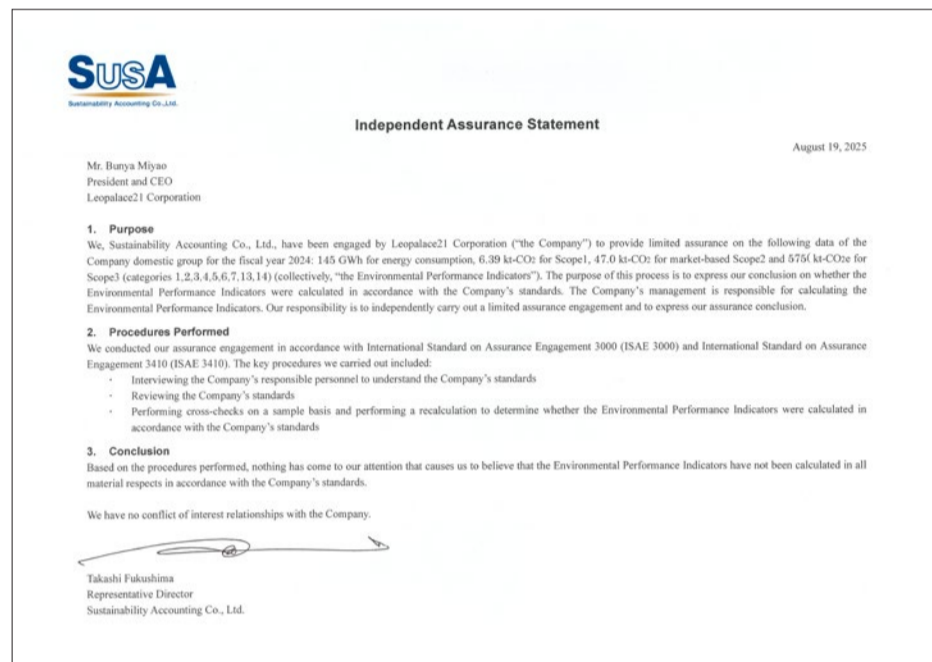 SUSA
Sustainability Accounting Co.,Ltd.
Independent Assurance Statement
August 19, 2025
Mr. Bunya Miyao
President and CEO
Leopalace21 Corporation
1. Purpose
We, Sustainability Accounting Co., Ltd., have been engaged by Leopalace21 Corporation (“the Company”) to provide limited assurance on the following data of the
Company domestic group for the fiscal year 2024: 145 GWh for energy consumption, 6.39 kt-CO₂ for Scope1, 47.0 kt-CO₂ for market-based Scope2 and kt-CO₂e for
Scope3 (categories 1,2,3,4,5,6,7,13,14) (collectively, “the Environmental Performance Indicators”). The purpose of this process is to express our conclusion on whether the
Environmental Performance Indicators were calculated in accordance with the Company’s standards. The Company’s management is responsible for calculating the
Environmental Performance Indicators. Our responsibility is to independently carry out a limited assurance engagement and to express our assurance conclusion.
2. Procedures Performed
We conducted our assurance engagement in accordance with International Standard on Assurance Engagement 3000 (ISAE 3000) and International Standard on Assurance
Engagement 3410 (ISAE 3410). The key procedures we carried out included:
· Interviewing the Company’s responsible personnel to understand the Company’s standards
· Reviewing the Company’s standards
· Performing cross-checks on a sample basis and performing a recalculation to determine whether the Environmental Performance Indicators were calculated in
accordance with the Company’s standards
3. Conclusion
Based on the procedures performed, nothing has come to our attention that causes us to believe that the Environmental Performance Indicators have not been calculated in all
material respects in accordance with the Company’s standards.
We have no conflict of interest relationships with the Company.
Takashi Fukushima
Representative Director
Sustainability Accounting Co., Ltd.